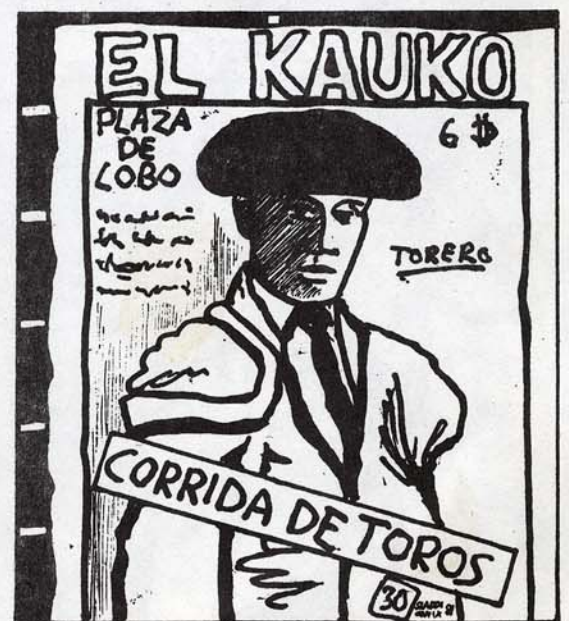 EL KAUKO
PLAZA
DE
LOBO
6 $
TORERO
CORRIDA DE TOROS
30